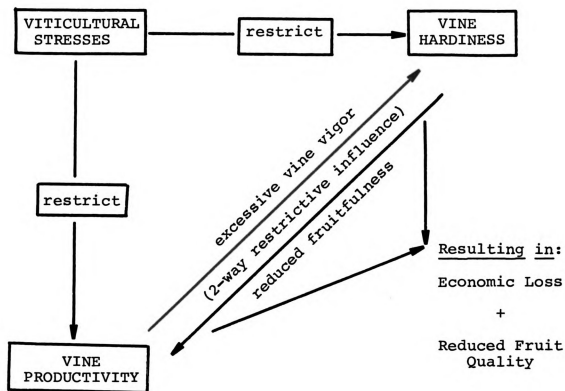 VITICULTURAL
STRESSES
restrict
VINE
HARDINESS
restrict
excessive vine vigor
(2-way restrictive influence)
reduced fruitfulness
Resulting in:
Economic Loss
+
Reduced Fruit
Quality
VINE
PRODUCTIVITY